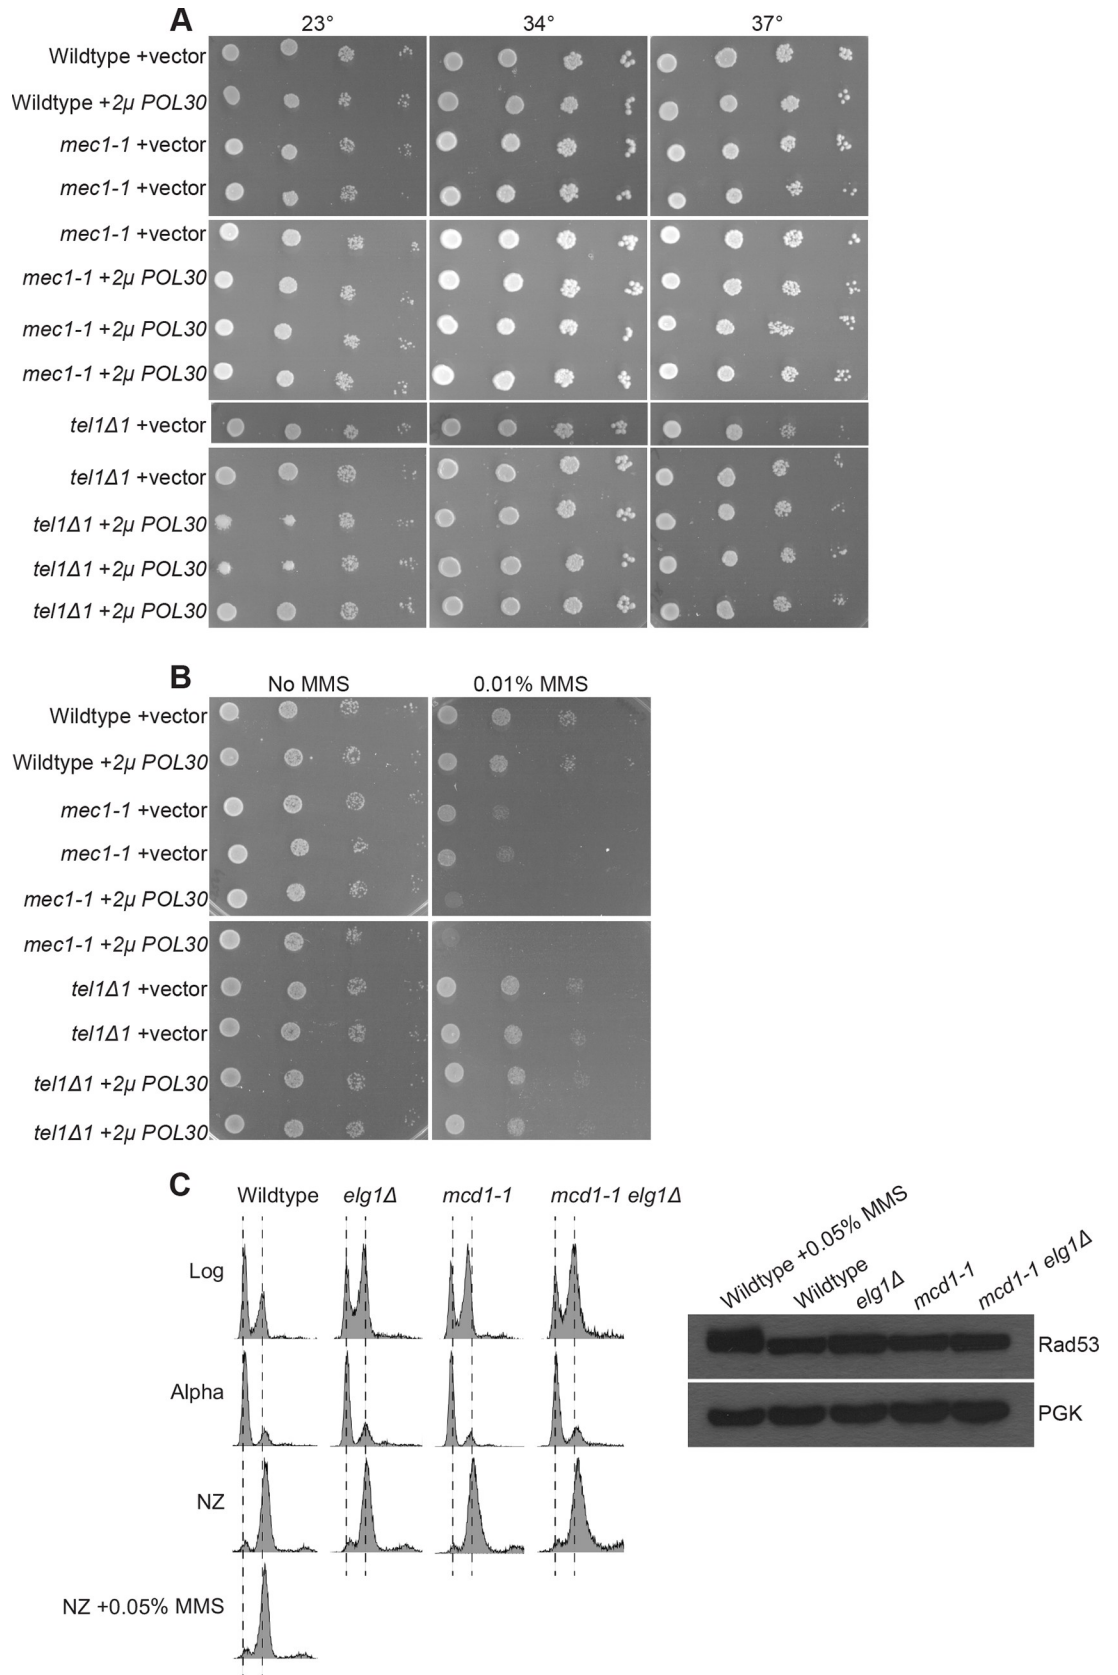 A
23° 34° 37°
Wildtype +vector
Wildtype +2µ POL30
mec1-1 +vector
mec1-1 +vector
mec1-1 +vector
mec1-1 +2µ POL30
mec1-1 +2µ POL30
mec1-1 +2µ POL30
tel1Δ1 +vector
tel1Δ1 +vector
tel1Δ1 +2µ POL30
tel1Δ1 +2µ POL30
tel1Δ1 +2µ POL30
B
No MMS 0.01% MMS
Wildtype +vector
Wildtype +2µ POL30
mec1-1 +vector
mec1-1 +vector
mec1-1 +2µ POL30
mec1-1 +2µ POL30
tel1Δ1 +vector
tel1Δ1 +vector
tel1Δ1 +2µ POL30
tel1Δ1 +2µ POL30
C
Wildtype elg1Δ mcd1-1 mcd1-1 elg1Δ
Log
Alpha
NZ
NZ +0.05% MMS
Wildtype +0.05% MMS
Wildtype
elg1Δ
mcd1-1
mcd1-1 elg1Δ
Rad53
PGK